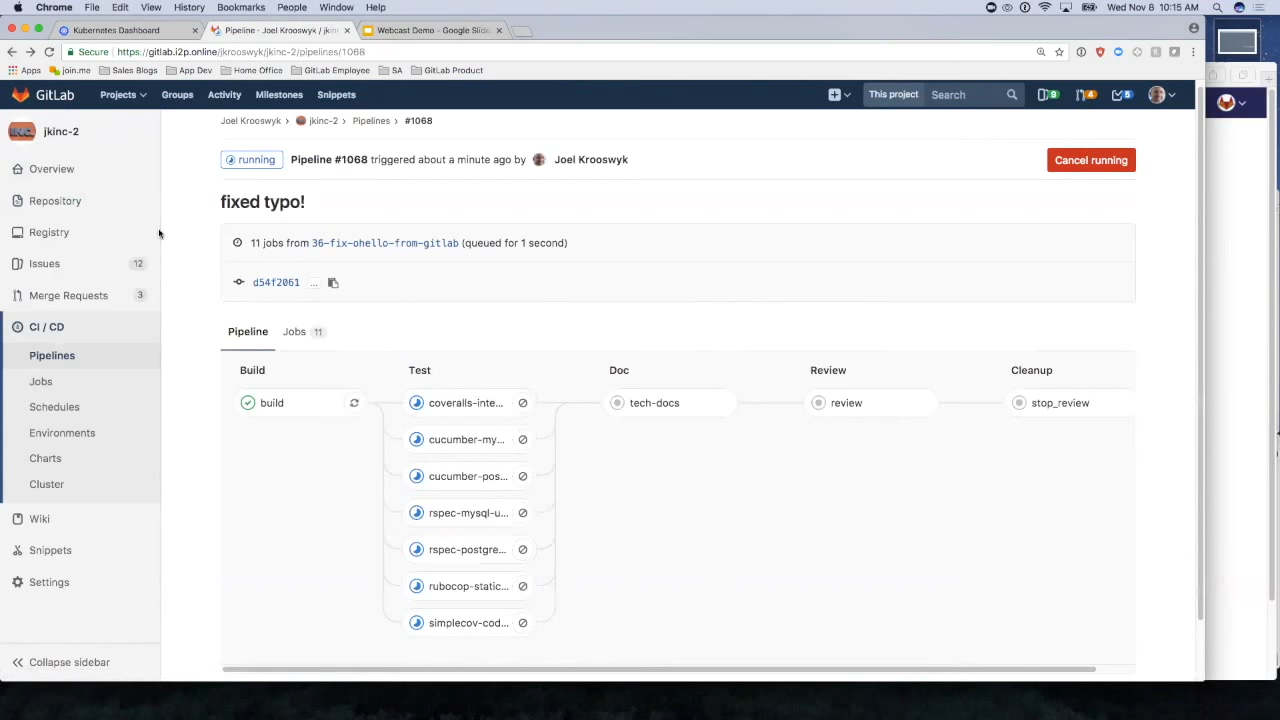 Chrome File Edit View History Bookmarks People Window Help Wed Nov 8 10:15 AM
Kubernetes Dashboard
Pipeline · Joel Krooswyk / jkin
Webcast Demo - Google Slide
Secure https://gitlab.i2p.online/jkrooswyk/jkinc-2/pipelines/1068
Apps join.me Sales Blogs App Dev Home Office GitLab Employee SA GitLab Product
GitLab Projects Groups Activity Milestones Snippets This project Search 9 4 5
jkinc-2
Overview
Repository
Registry
Issues 12
Merge Requests 3
CI / CD
Pipelines
Jobs
Schedules
Environments
Charts
Cluster
Wiki
Snippets
Settings
Collapse sidebar
Joel Krooswyk > jkinc-2 > Pipelines > #1068
running Pipeline #1068 triggered about a minute ago by Joel Krooswyk Cancel running
fixed typo!
11 jobs from 36-fix-ohello-from-gitlab (queued for 1 second)
d54f2061 ...
Pipeline Jobs 11
Build Test Doc Review Cleanup
build coverall​s-inte... tech-docs review stop_review
cucumber-my...
cucumber-pos...
rspec-mysql-u...
rspec-postgre...
rubocop-static...
simplecov-cod...